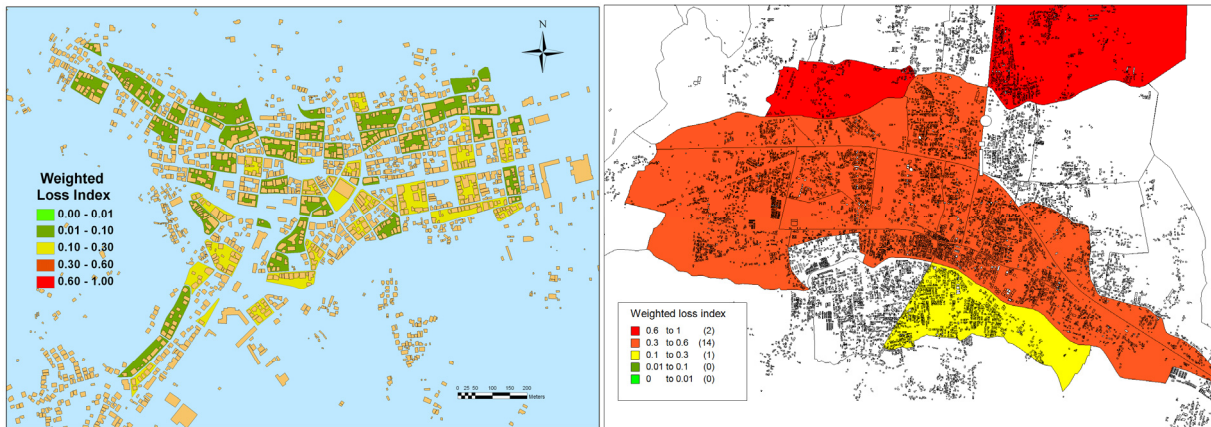 N
Weighted
Loss Index
0.00 - 0.01
0.01 - 0.10
0.10 - 0.30
0.30 - 0.60
0.60 - 1.00
0 25 50 100 150 200
Meters
Weighted loss index
0.6 to 1 (2)
0.3 to 0.6 (14)
0.1 to 0.3 (1)
0.01 to 0.1 (0)
0 to 0.01 (0)